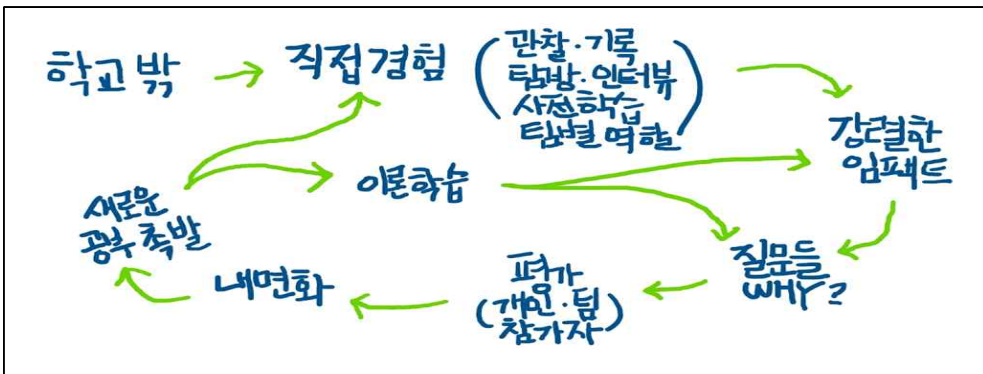 학교 밖
직접경험
관찰·기록
탐방·인터뷰
사전학습
팀별 역할
강렬한
임팩트
이론학습
새로운
공부 촉발
질문들
WHY?
평가
(개인·팀
참가자)
내면화